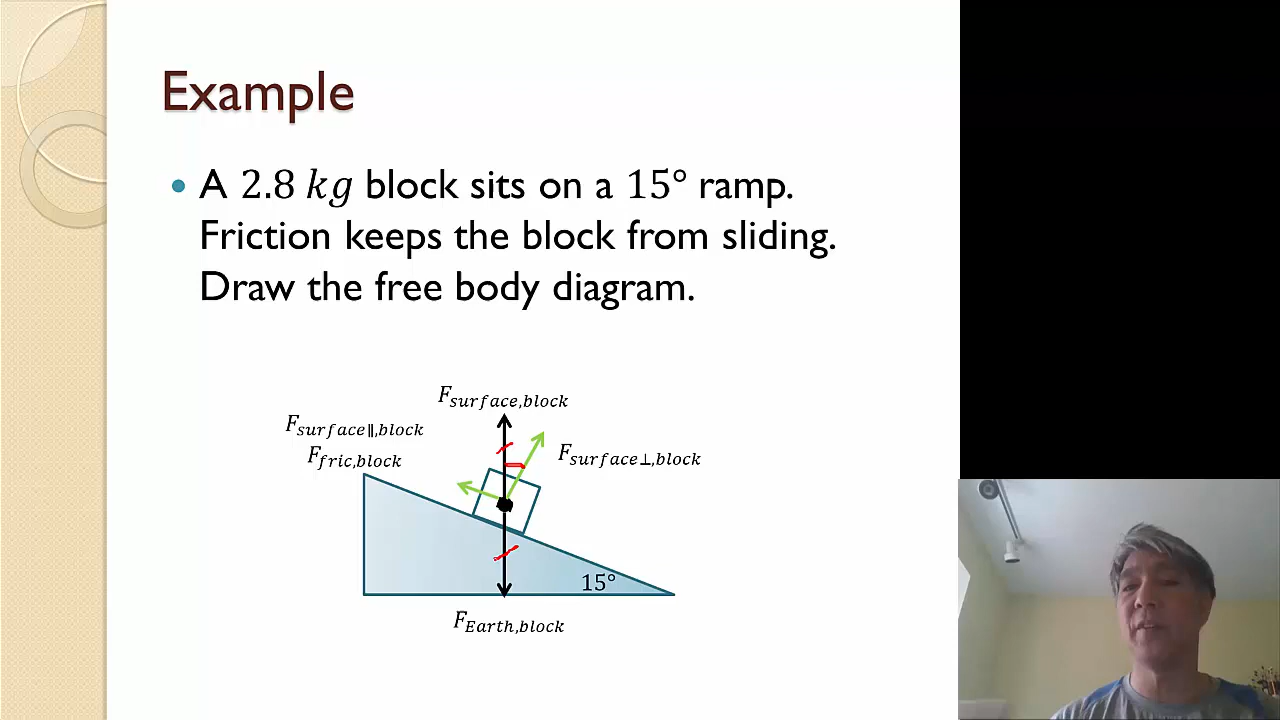 Example
• A 2.8 kg block sits on a 15° ramp.
Friction keeps the block from sliding.
Draw the free body diagram.
F_surface,block
F_surface∥,block
F_fric,block
F_surface⊥,block
15°
F_Earth,block